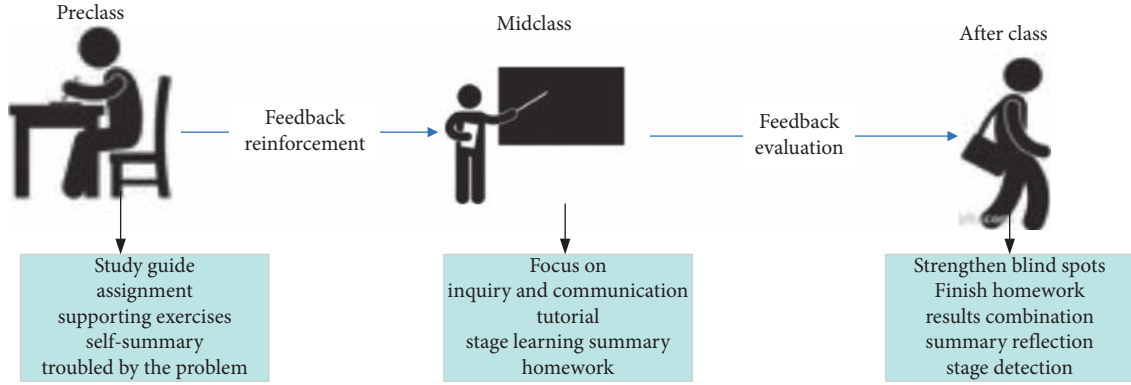 Preclass
Midclass
After class
Feedback
reinforcement
Feedback
evaluation
Study guide
assignment
supporting exercises
self-summary
troubled by the problem
Focus on
inquiry and communication
tutorial
stage learning summary
homework
Strengthen blind spots
Finish homework
results combination
summary reflection
stage detection